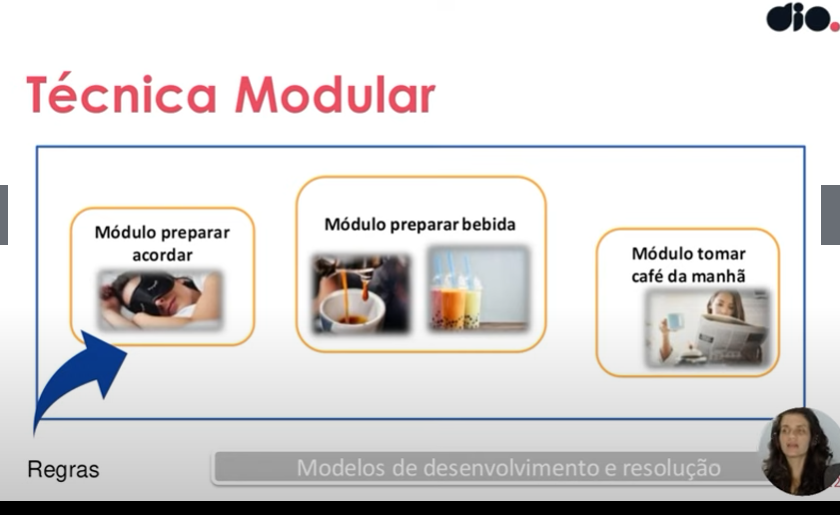 dio.
Técnica Modular
Módulo preparar
acordar
Módulo preparar bebida
Módulo tomar
café da manhã
Regras
Modelos de desenvolvimento e resolução